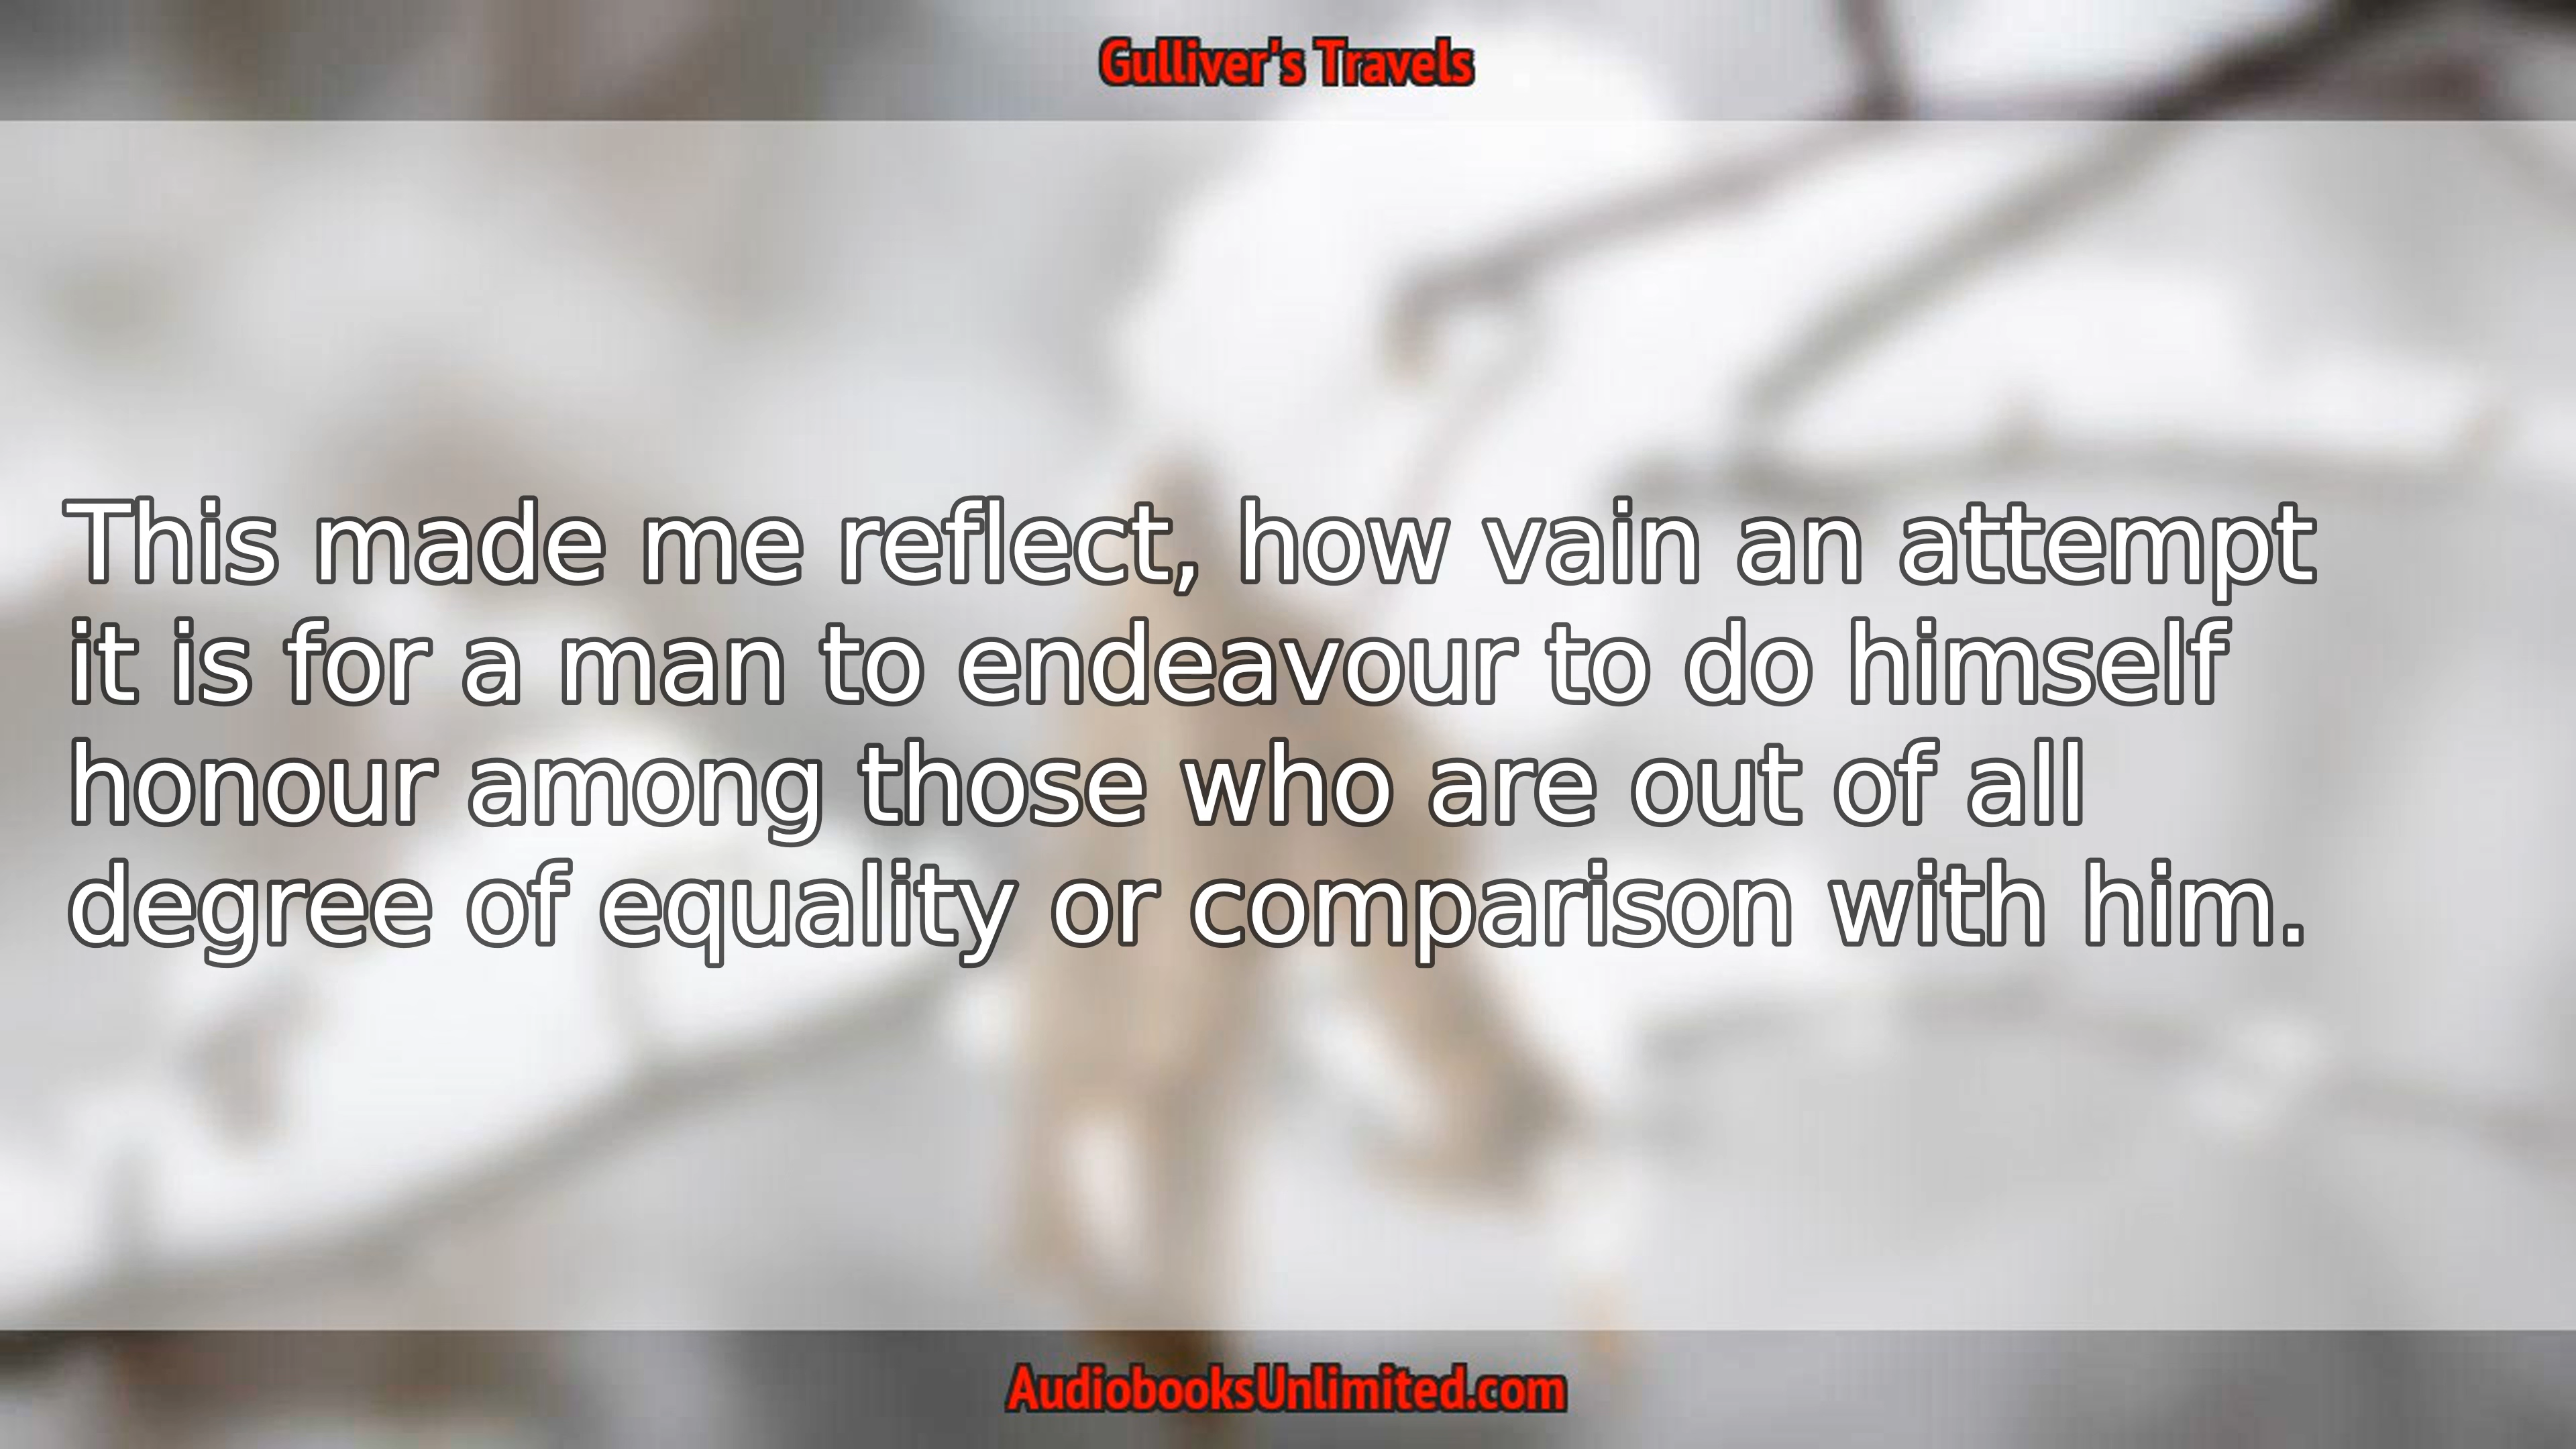 Gulliver's Travels
This made me reflect, how vain an attempt
it is for a man to endeavour to do himself
honour among those who are out of all
degree of equality or comparison with him.
AudiobooksUnlimited.com